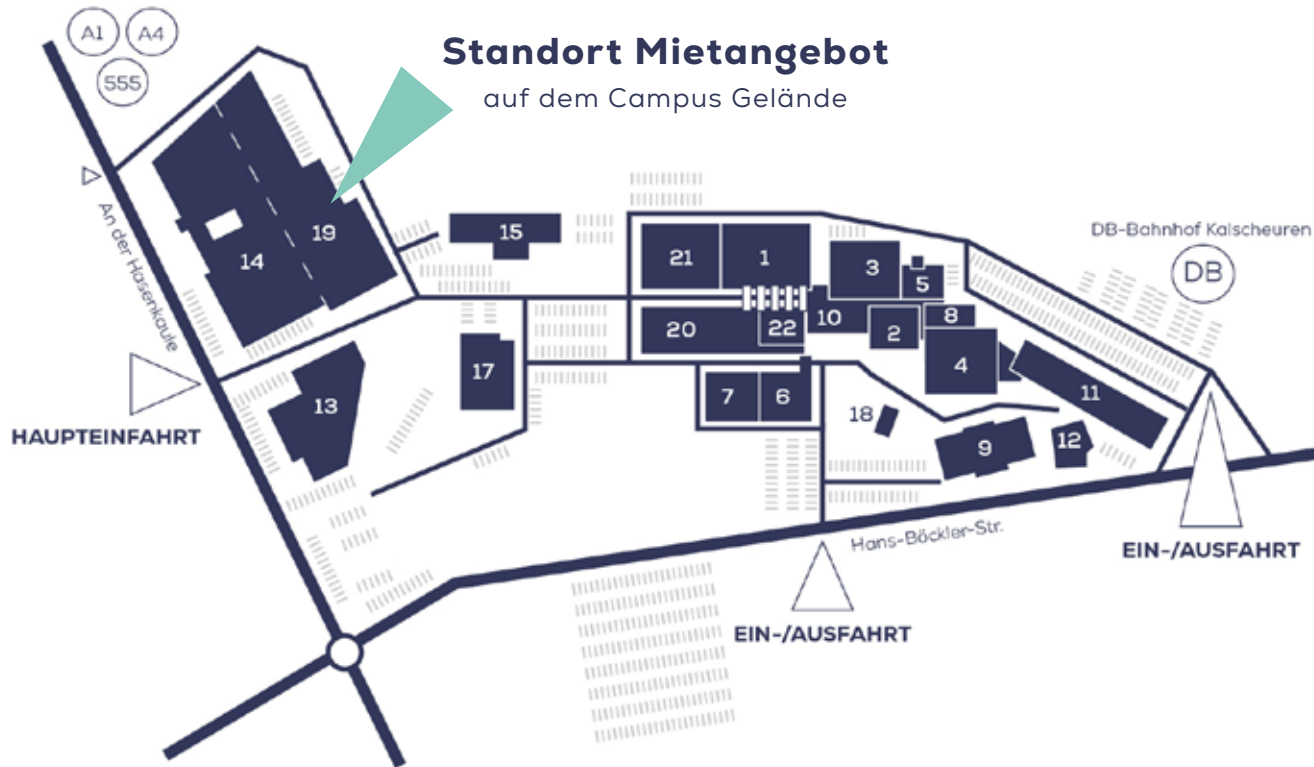 A1
A4
555
Standort Mietangebot
auf dem Campus Gelände
An der Hasenkaule
DB-Bahnhof Kalscheuren
DB
19
14
15
21
1
3
5
20
22
10
2
8
4
11
17
13
7
6
18
9
12
HAUPTEINFAHRT
Hans-Böckler-Str.
EIN-/AUSFAHRT
EIN-/AUSFAHRT